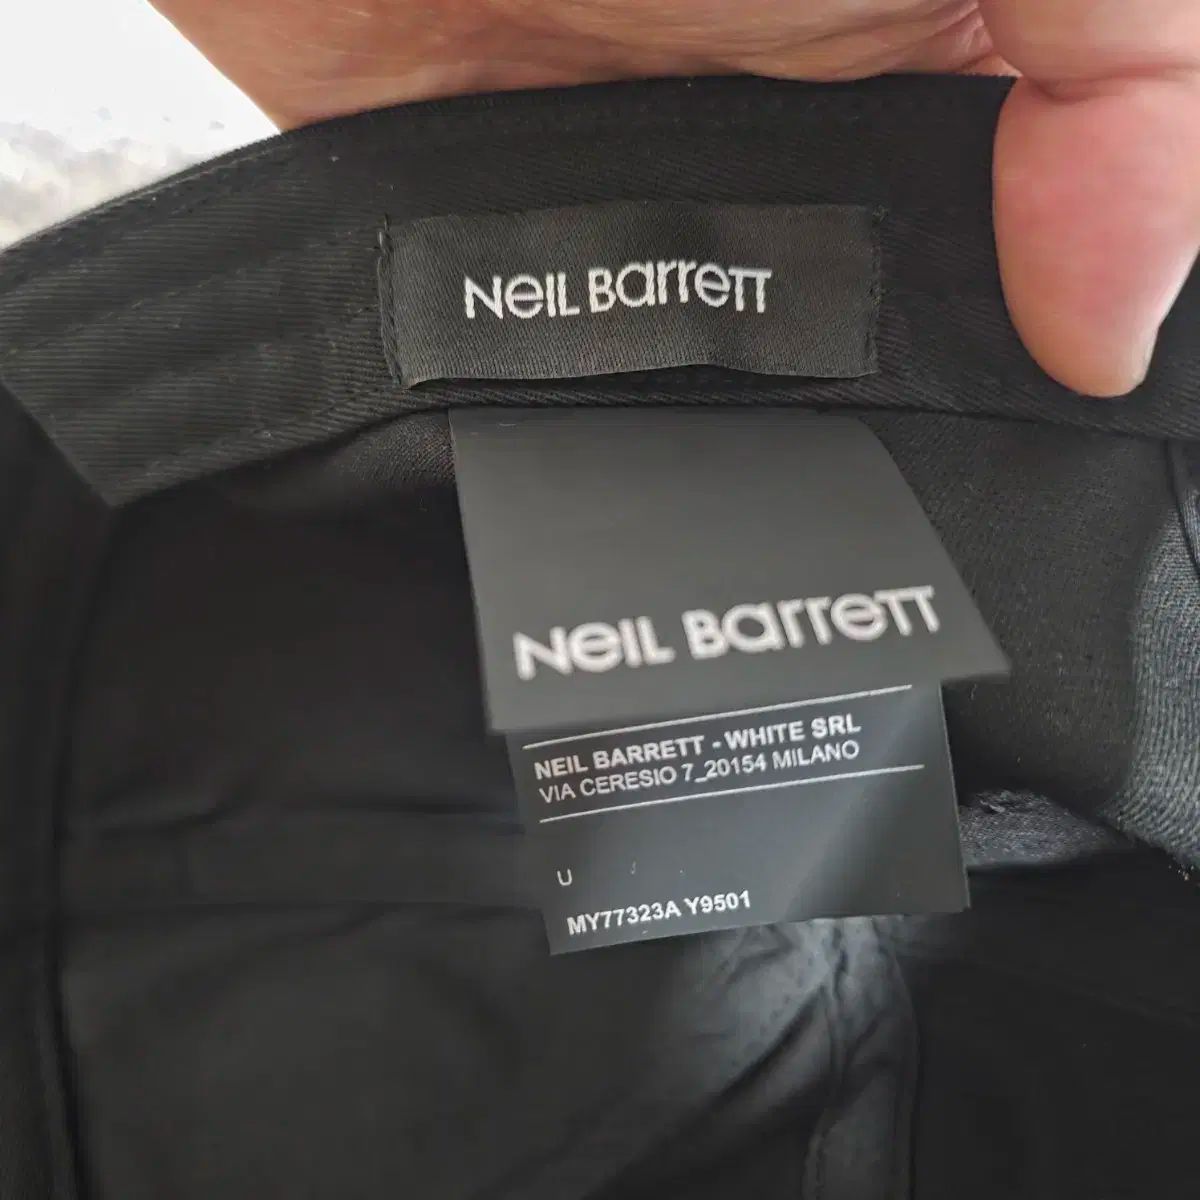 NEIL BARRETT
NEIL BARRETT
NEIL BARRETT - WHITE SRL
VIA CERESIO 7_20154 MILANO
U
MY77323A Y9501